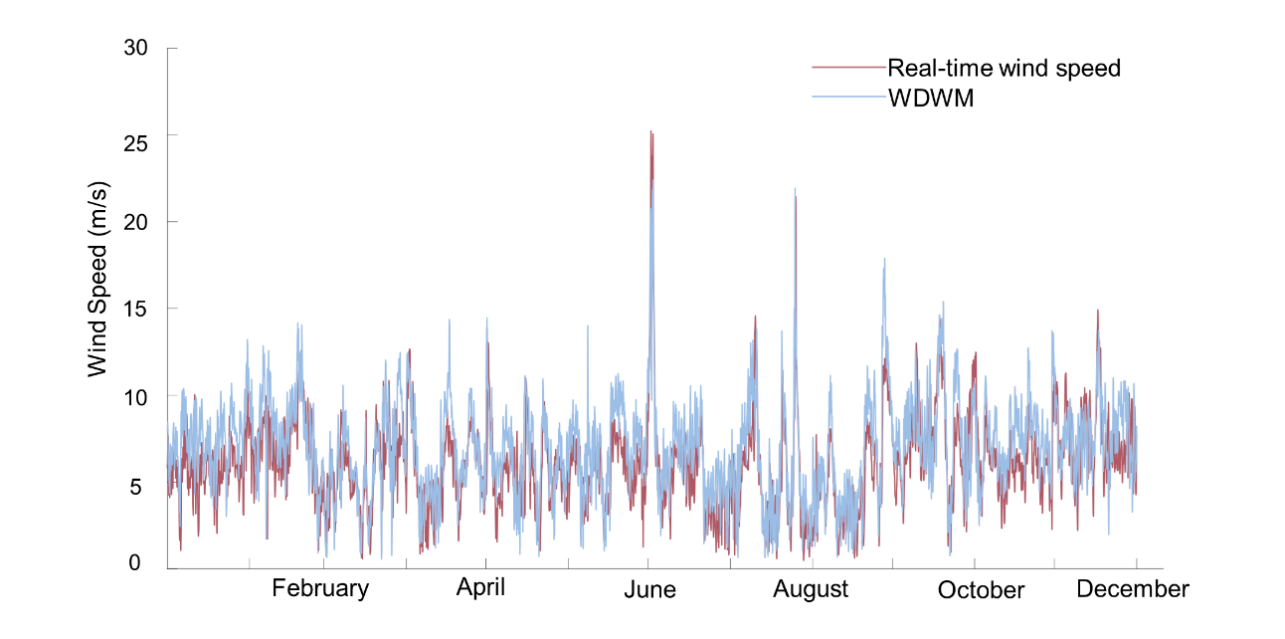 30
Real-time wind speed
WDWM
25
20
15
10
5
0
Wind Speed (m/s)
February
April
June
August
October
December